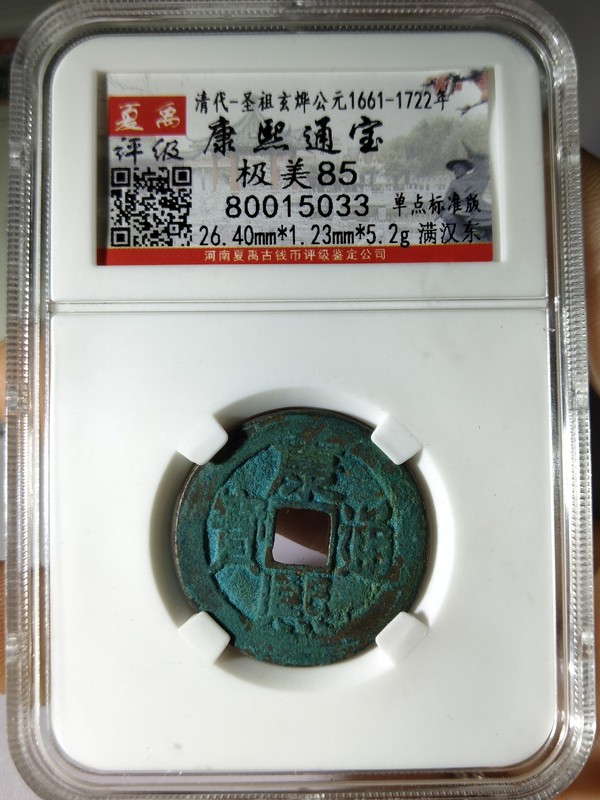 夏禹
评级
清代-圣祖玄烨公元1661-1722年
康熙通宝
极美85
80015033 单点标准版
26.40mm*1.23mm*5.2g 满汉东
河南夏禹古钱币评级鉴定公司
康熙通寶